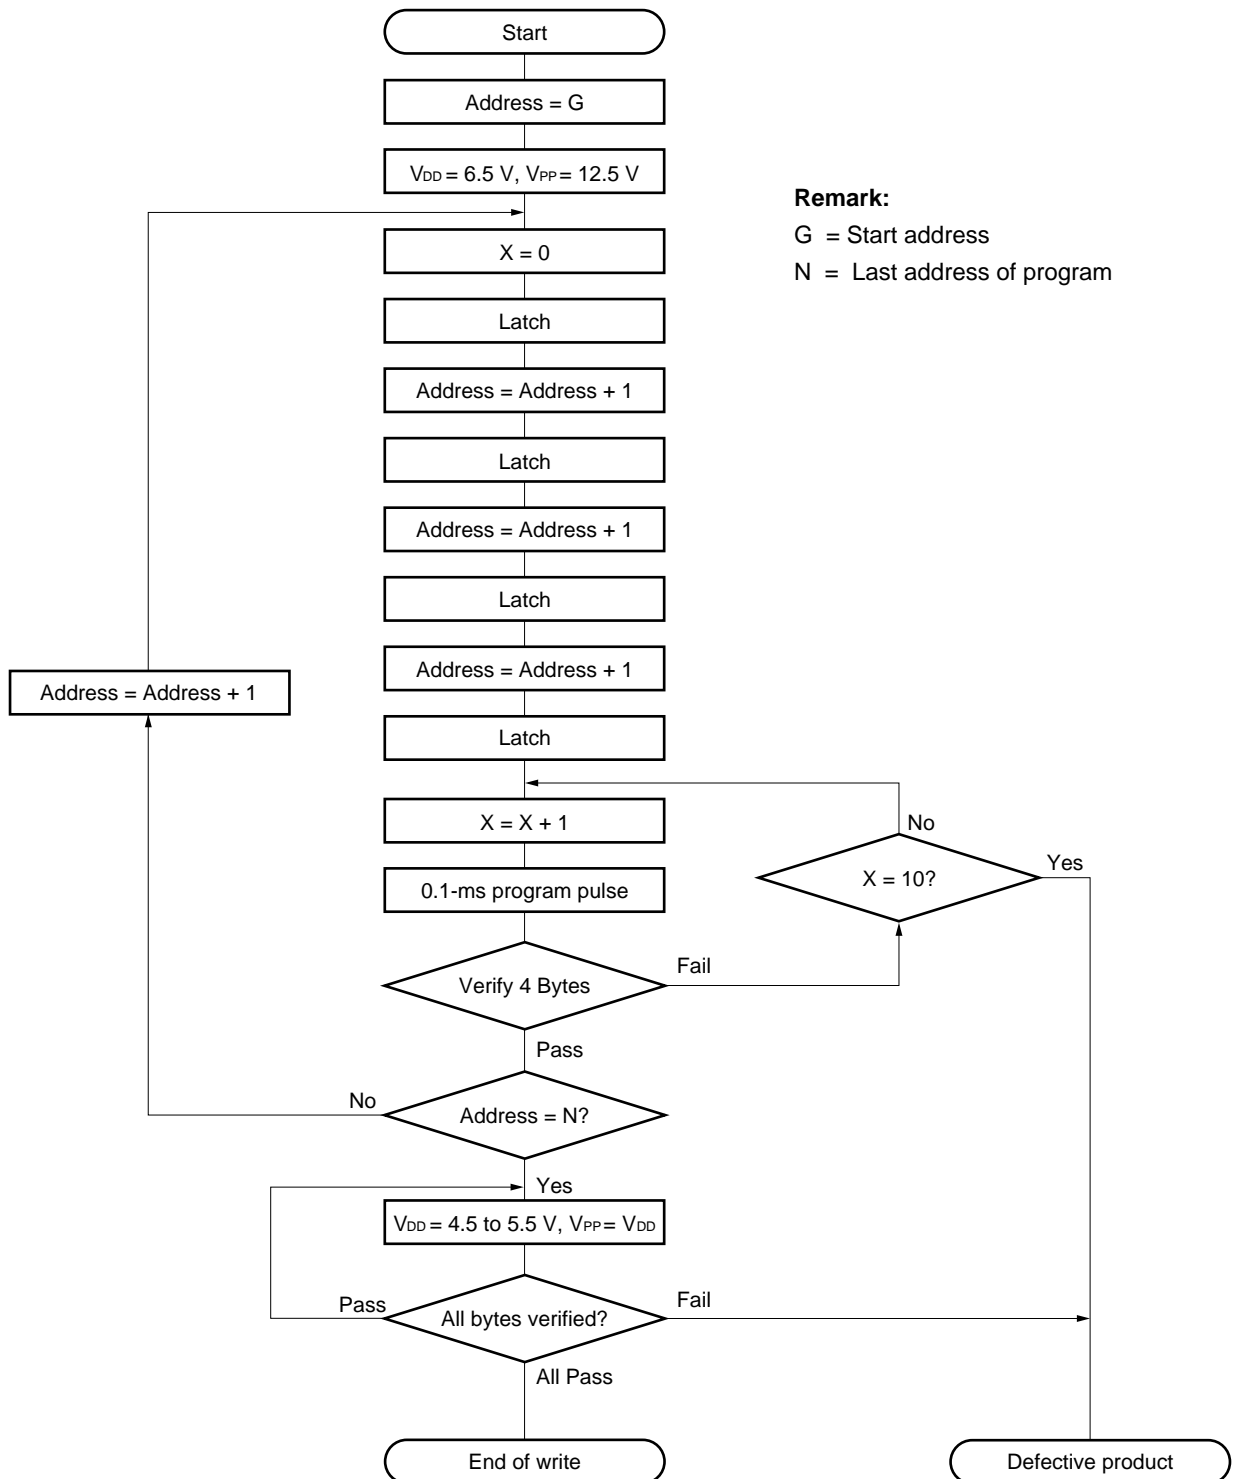 Start
Address = G
VDD = 6.5 V, VPP = 12.5 V
Remark:
G = Start address
N = Last address of program
X = 0
Latch
Address = Address + 1
Latch
Address = Address + 1
Latch
Address = Address + 1
Address = Address + 1
Latch
X = X + 1
No
X = 10?
Yes
0.1-ms program pulse
Verify 4 Bytes
Fail
Pass
No
Address = N?
Yes
VDD = 4.5 to 5.5 V, VPP = VDD
Pass
All bytes verified?
Fail
All Pass
End of write
Defective product